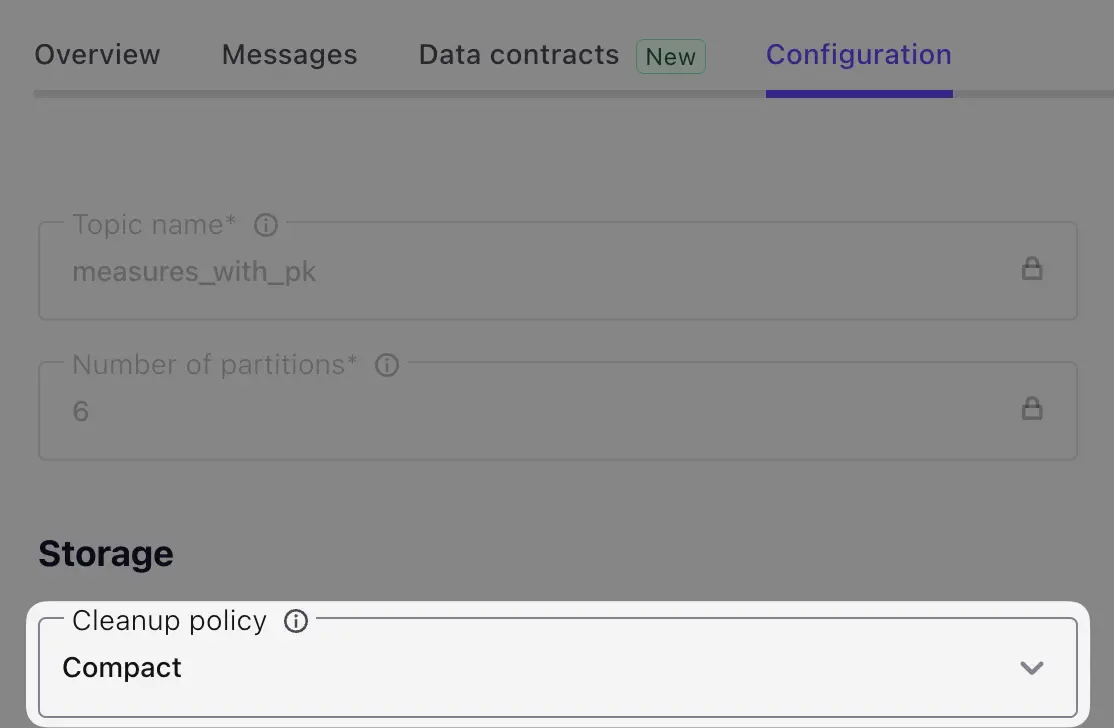 Overview Messages Data contracts New Configuration
Topic name*
measures_with_pk
Number of partitions*
6
Storage
Cleanup policy
Compact